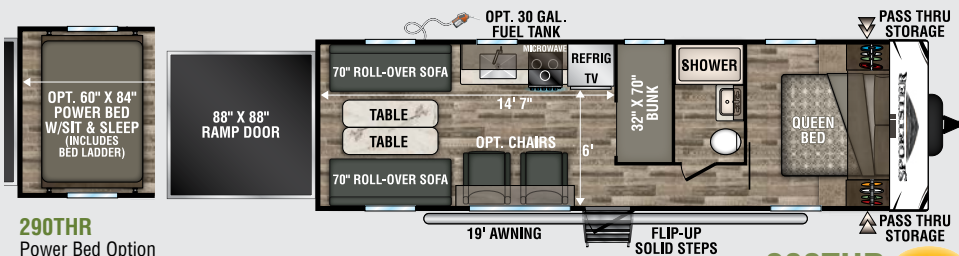 OPT. 60" X 84"
POWER BED
W/SIT & SLEEP
(INCLUDES
BED LADDER)
290THR
Power Bed Option
88" X 88"
RAMP DOOR
OPT. 30 GAL.
FUEL TANK
70" ROLL-OVER SOFA
MICROWAVE
REFRIG
TV
14' 7"
TABLE
TABLE
OPT. CHAIRS
6'
70" ROLL-OVER SOFA
32" X 70"
BUNK
SHOWER
QUEEN
BED
SPORTSTER
PASS THRU
STORAGE
PASS THRU
STORAGE
19' AWNING
FLIP-UP
SOLID STEPS